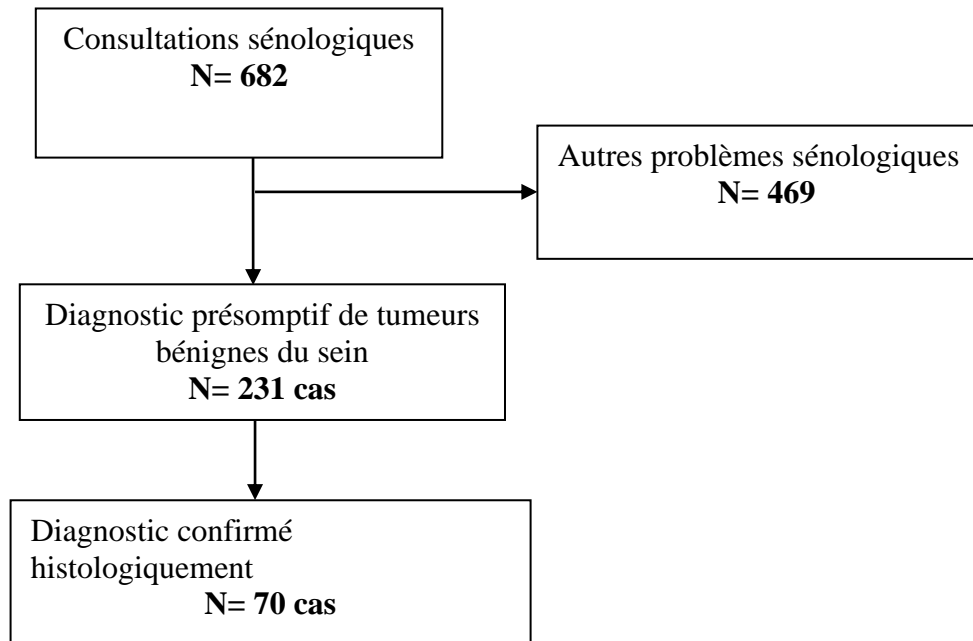 Consultations sénologiques
N= 682
Autres problèmes sénologiques
N= 469
Diagnostic présomptif de tumeurs
bénignes du sein
N= 231 cas
Diagnostic confirmé
histologiquement
N= 70 cas